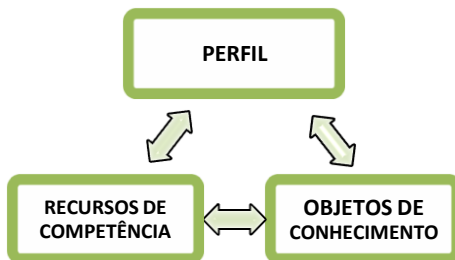 PERFIL
RECURSOS DE
COMPETÊNCIA
OBJETOS DE
CONHECIMENTO